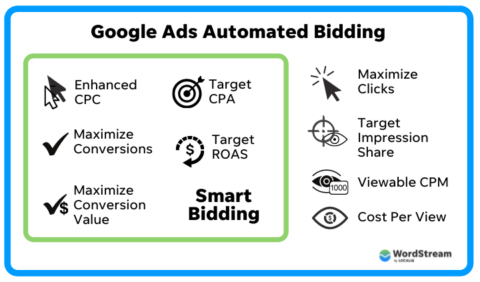 Google Ads Automated Bidding
Enhanced
CPC
Target
CPA
Maximize
Conversions
Target
ROAS
$
Maximize
Conversion
Value
$
Smart
Bidding
Maximize
Clicks
Target
Impression
Share
1000
Viewable CPM
$
Cost Per View
WordStream
by LOCALiQ